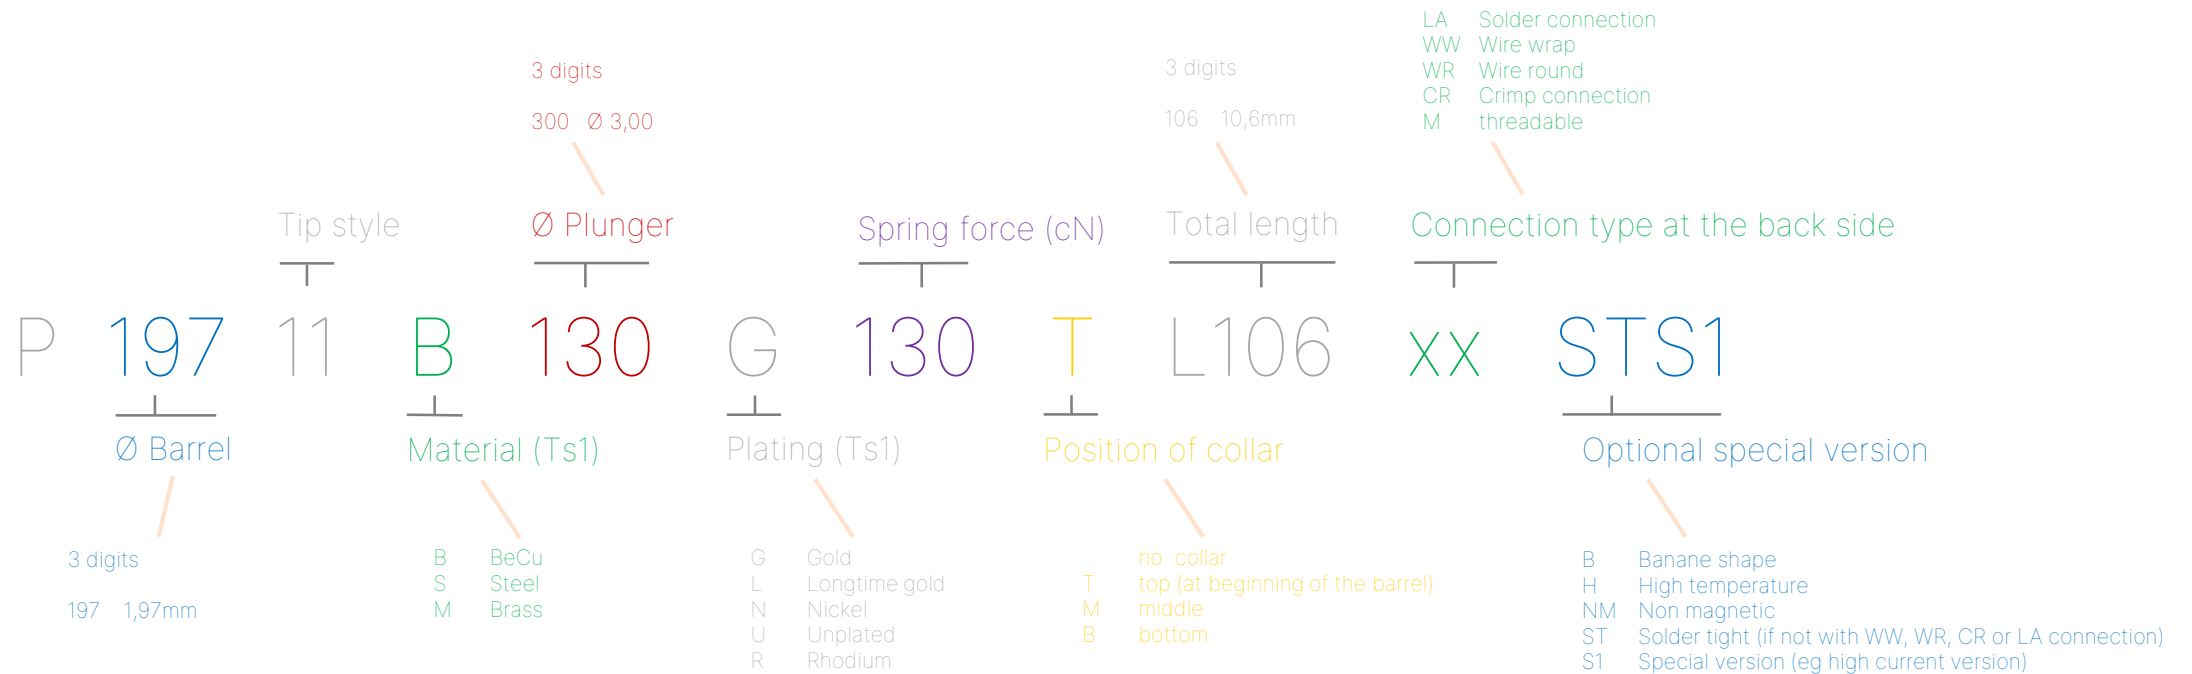 LA Solder connection
WW Wire wrap
WR Wire round
CR Crimp connection
M threadable
3 digits
300 Ø 3,00
3 digits
106 10,6mm
Tip style
Ø Plunger
Spring force (cN)
Total length
Connection type at the back side
P 197 11 B 130 G 130 T L106 xx STS1
Ø Barrel
Material (Ts1)
Plating (Ts1)
Position of collar
Optional special version
3 digits
197 1,97mm
B BeCu
S Steel
M Brass
G Gold
L Longtime gold
N Nickel
U Unplated
R Rhodium
no collar
T top (at beginning of the barrel)
M middle
B bottom
B Banane shape
H High temperature
NM Non magnetic
ST Solder tight (if not with WW, WR, CR or LA connection)
S1 Special version (eg high current version)